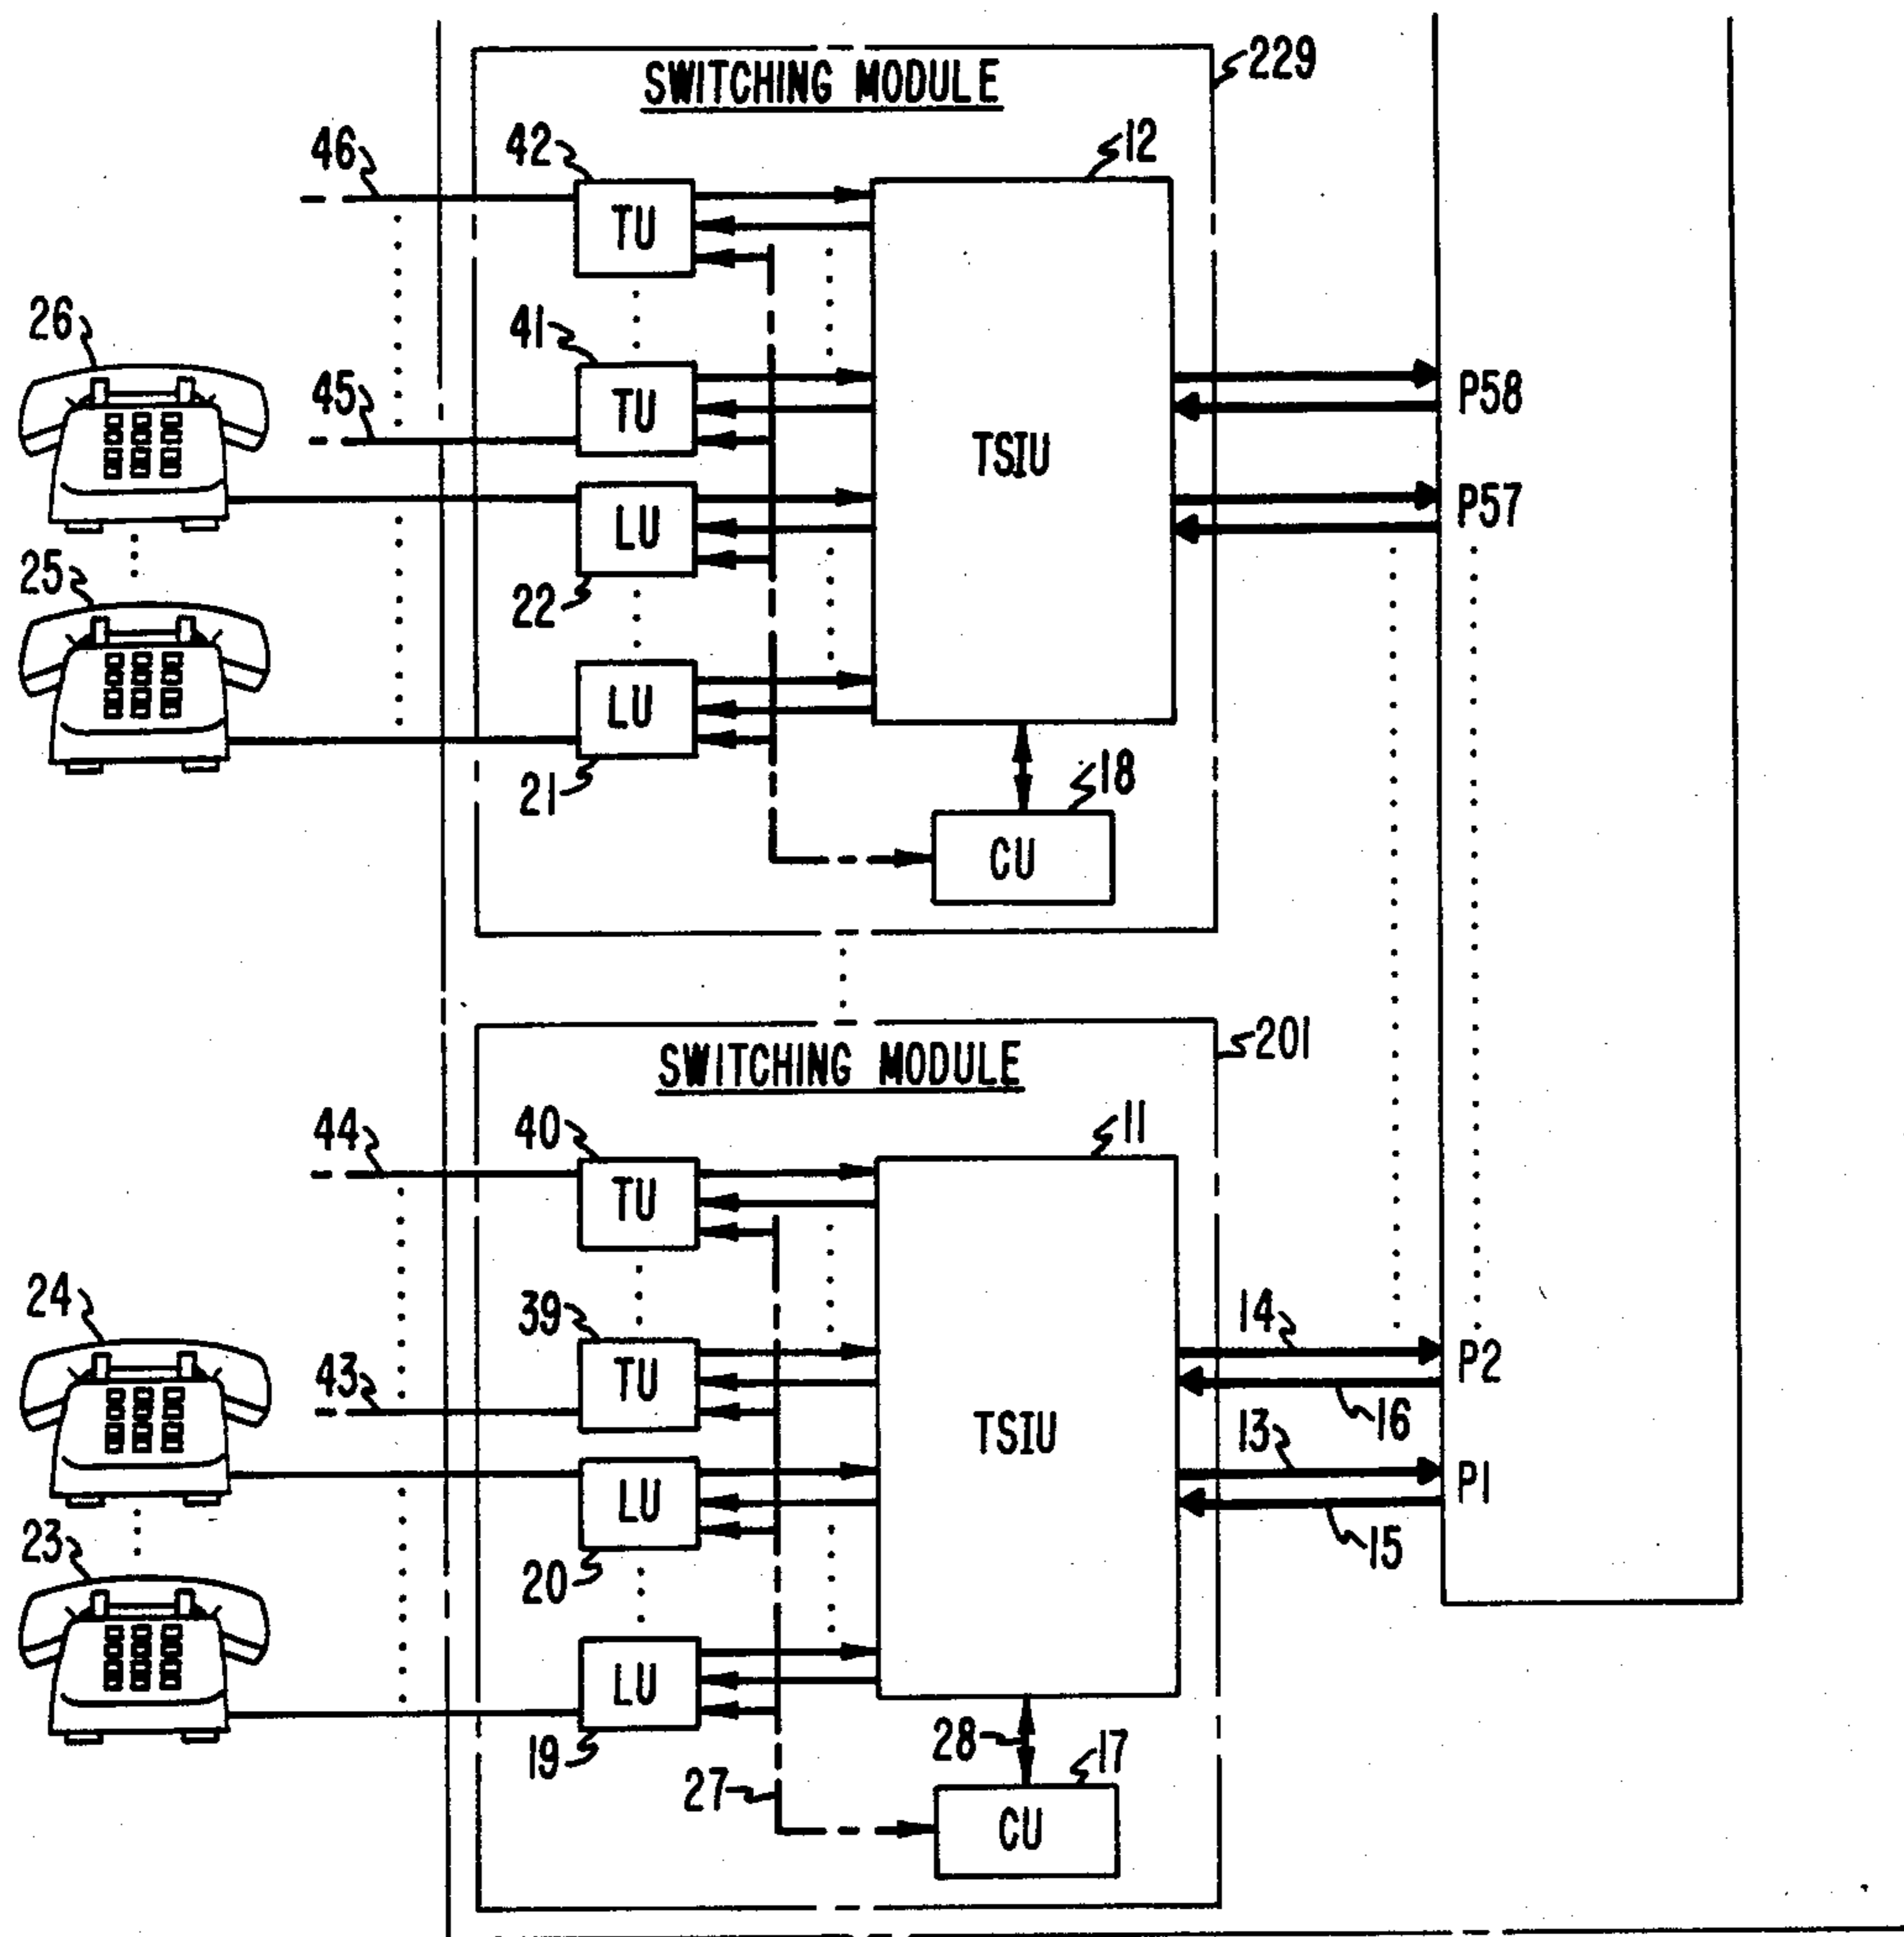 SWITCHING MODULE
229
46
42
12
TU
26
41
P58
45
TU
TSIU
P57
LU
25
22
LU
21
18
CU
SWITCHING MODULE
201
44
40
11
TU
24
39
14
P2
43
TU
16
TSIU
13
P1
LU
23
20
15
LU
19
28
17
27
CU